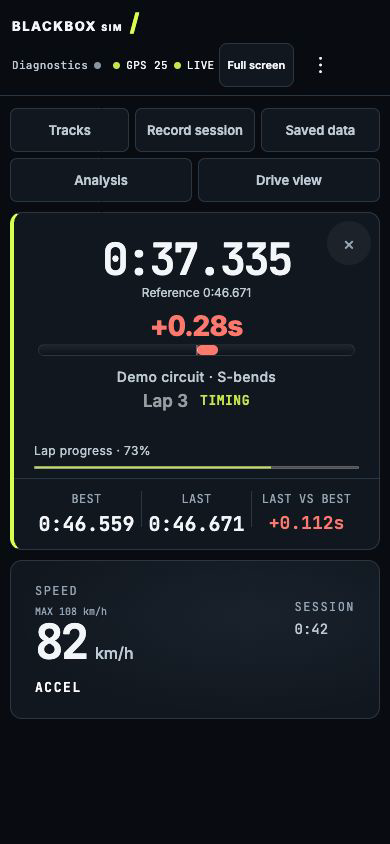 BLACKBOX SIM
Diagnostics GPS 25 LIVE Full screen
Tracks Record session Saved data
Analysis Drive view
0:37.335
Reference 0:46.671
+0.28s
Demo circuit · S-bends
Lap 3 TIMING
Lap progress · 73%
BEST LAST LAST VS BEST
0:46.559 0:46.671 +0.112s
SPEED
MAX 108 km/h
82 km/h
ACCEL
SESSION
0:42